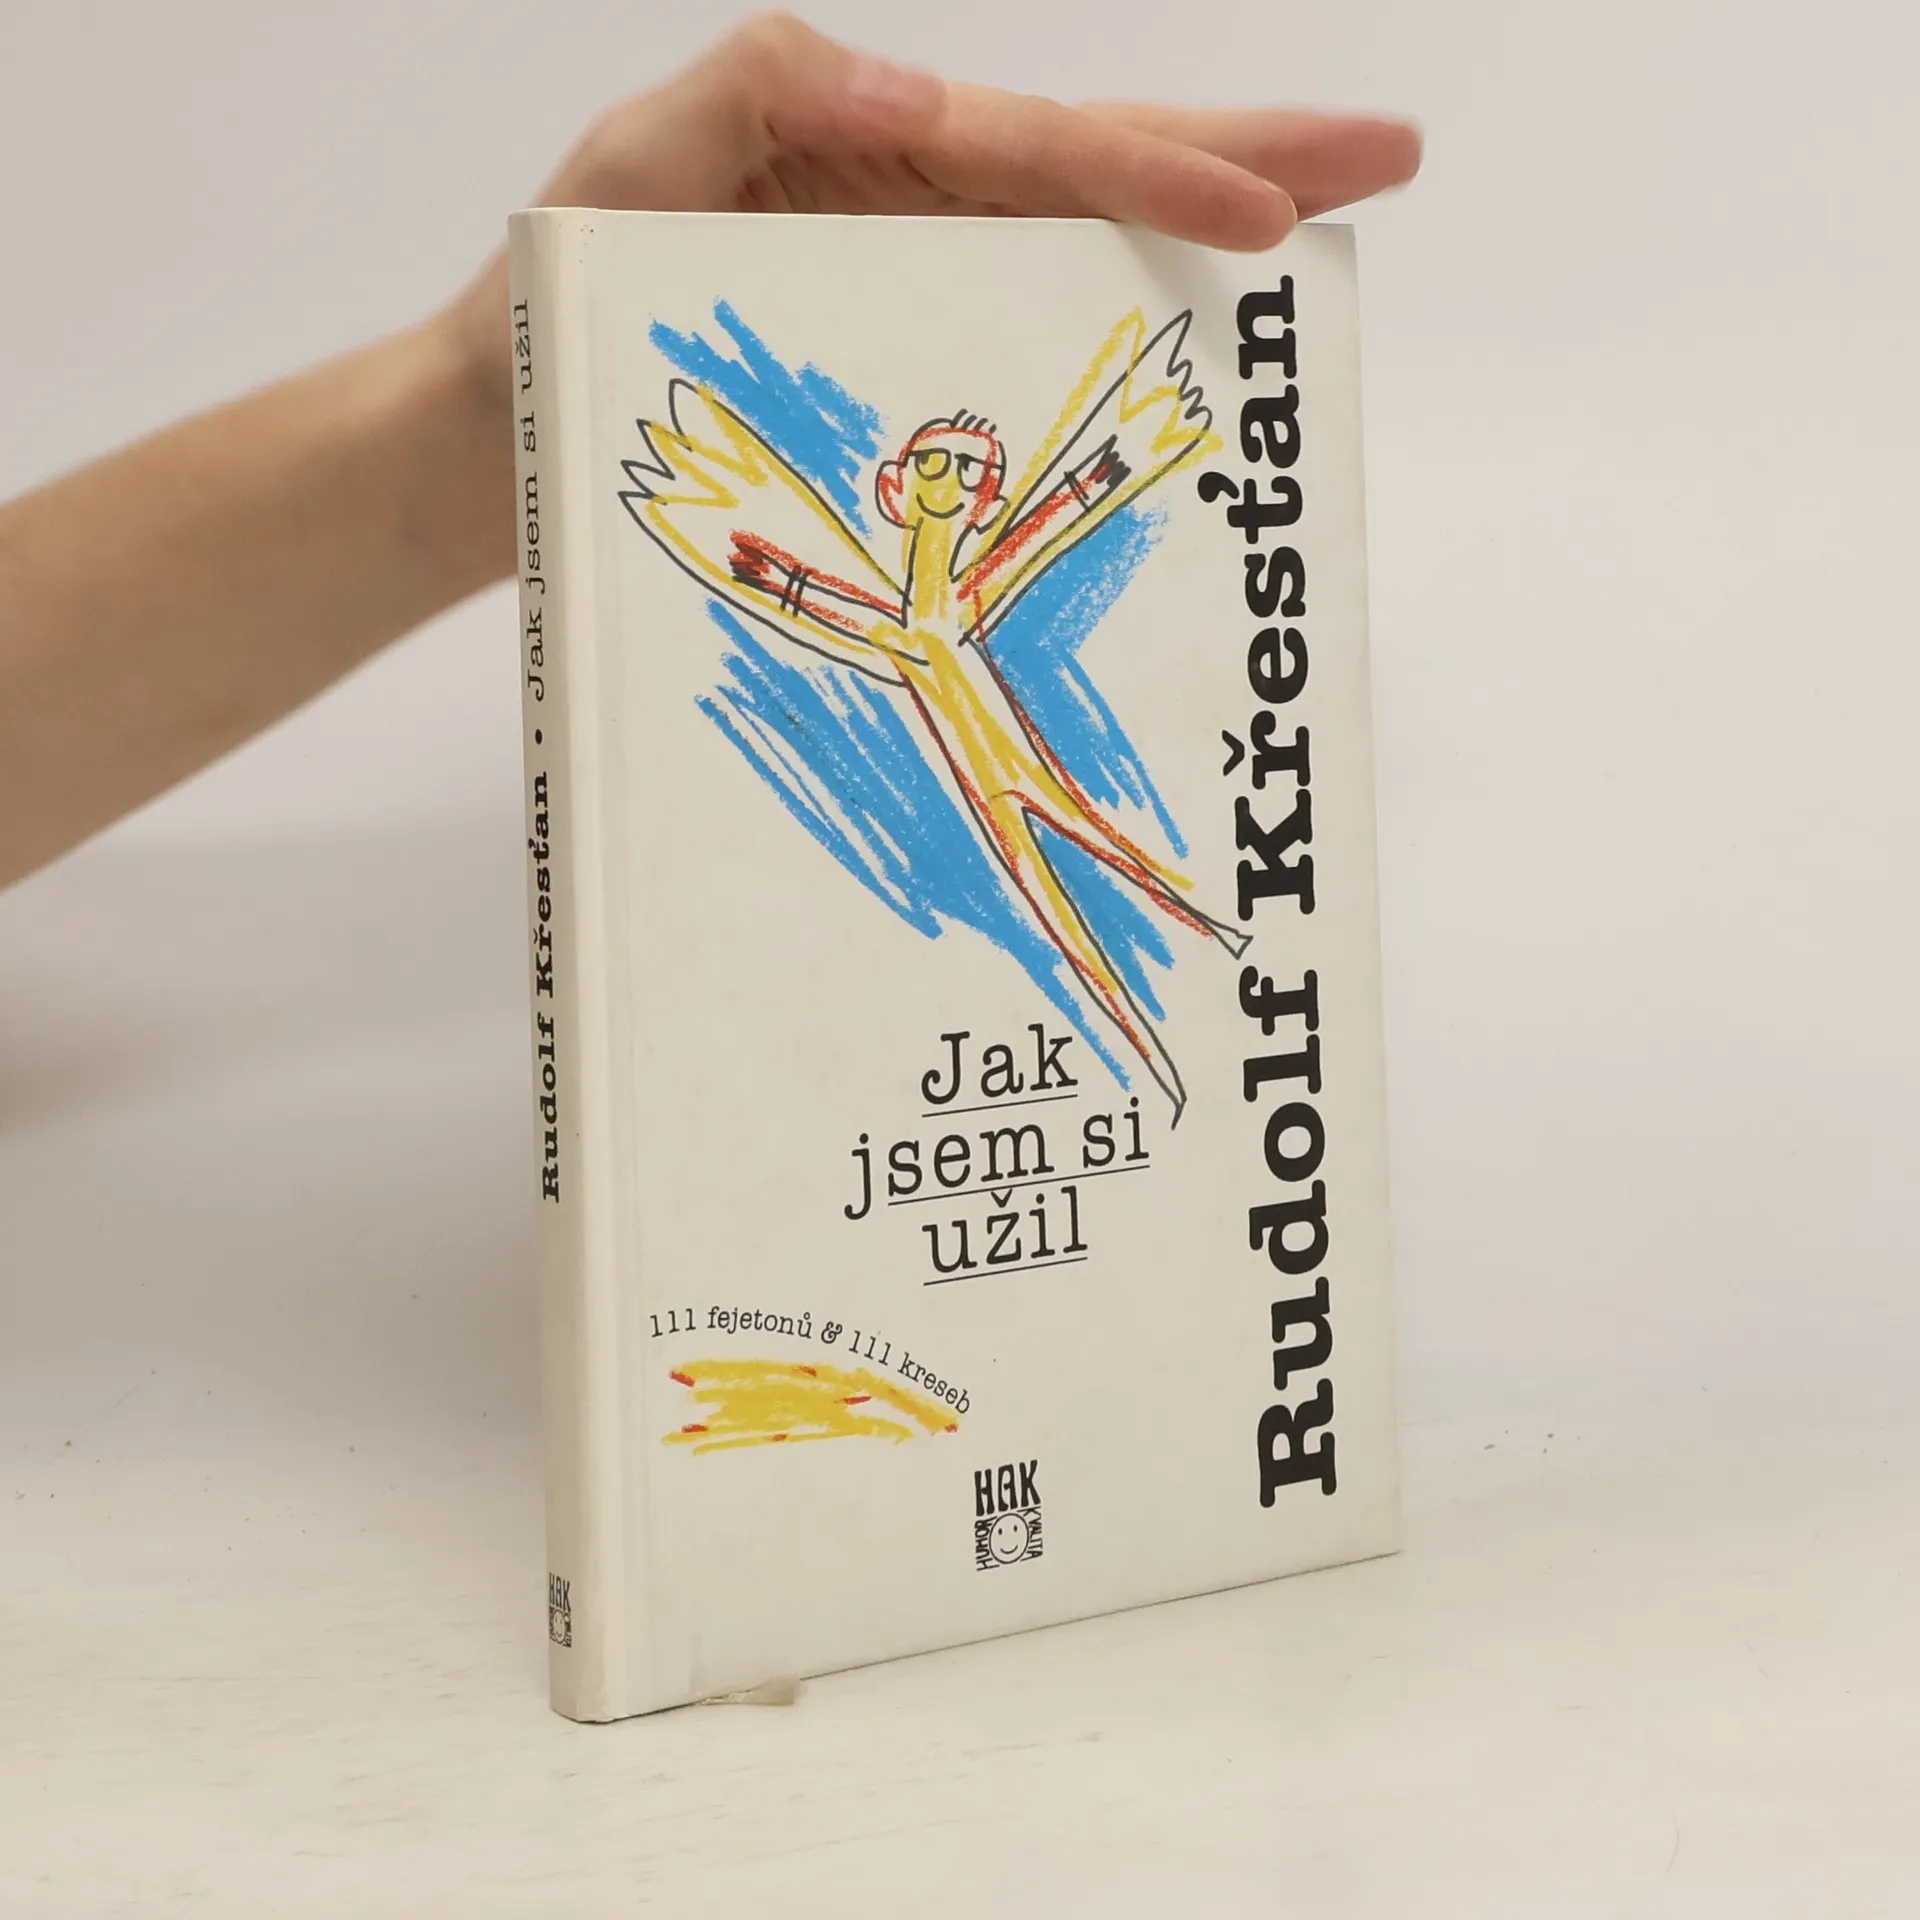 Rudolf Křesťan • Jak jsem si užil
HAK
Rudolf Křesťan
Jak
jsem si
užil
111 fejetonů & 111 kreseb
HAK
HUMOR
KVALITA